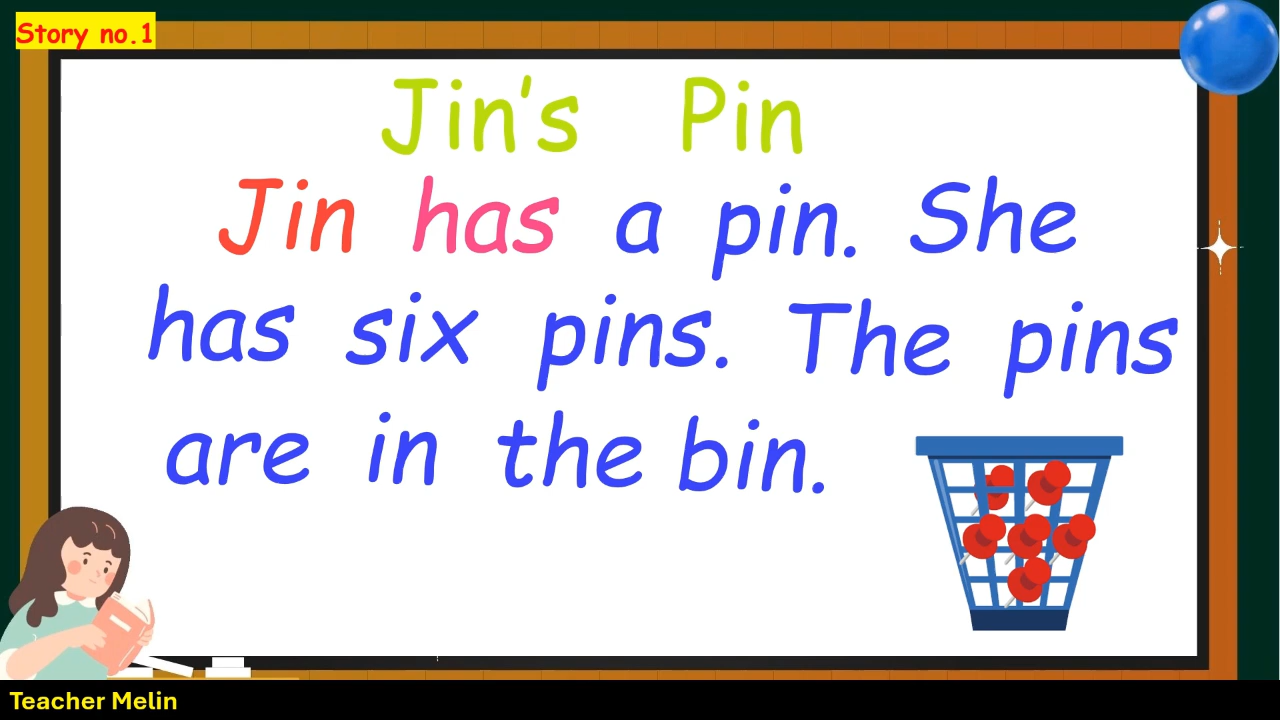 Story no.1
Jin's Pin
Jin has a pin. She
has six pins. The pins
are in the bin.
Teacher Melin